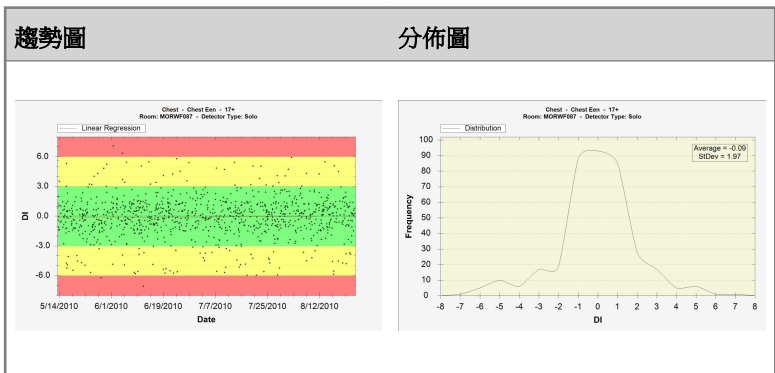 趨勢圖
分佈圖
Chest - Chest Een - 17+
Room: MORWF087 - Detector Type: Solo
Linear Regression
6.0
3.0
0.0
-3.0
-6.0
DI
5/14/2010 6/1/2010 6/19/2010 7/7/2010 7/25/2010 8/12/2010
Date
Chest - Chest Een - 17+
Room: MORWF087 - Detector Type: Solo
Distribution
Average = -0.09
StDev = 1.97
100
90
80
70
60
50
40
30
20
10
0
Frequency
-8 -7 -6 -5 -4 -3 -2 -1 0 1 2 3 4 5 6 7 8
DI